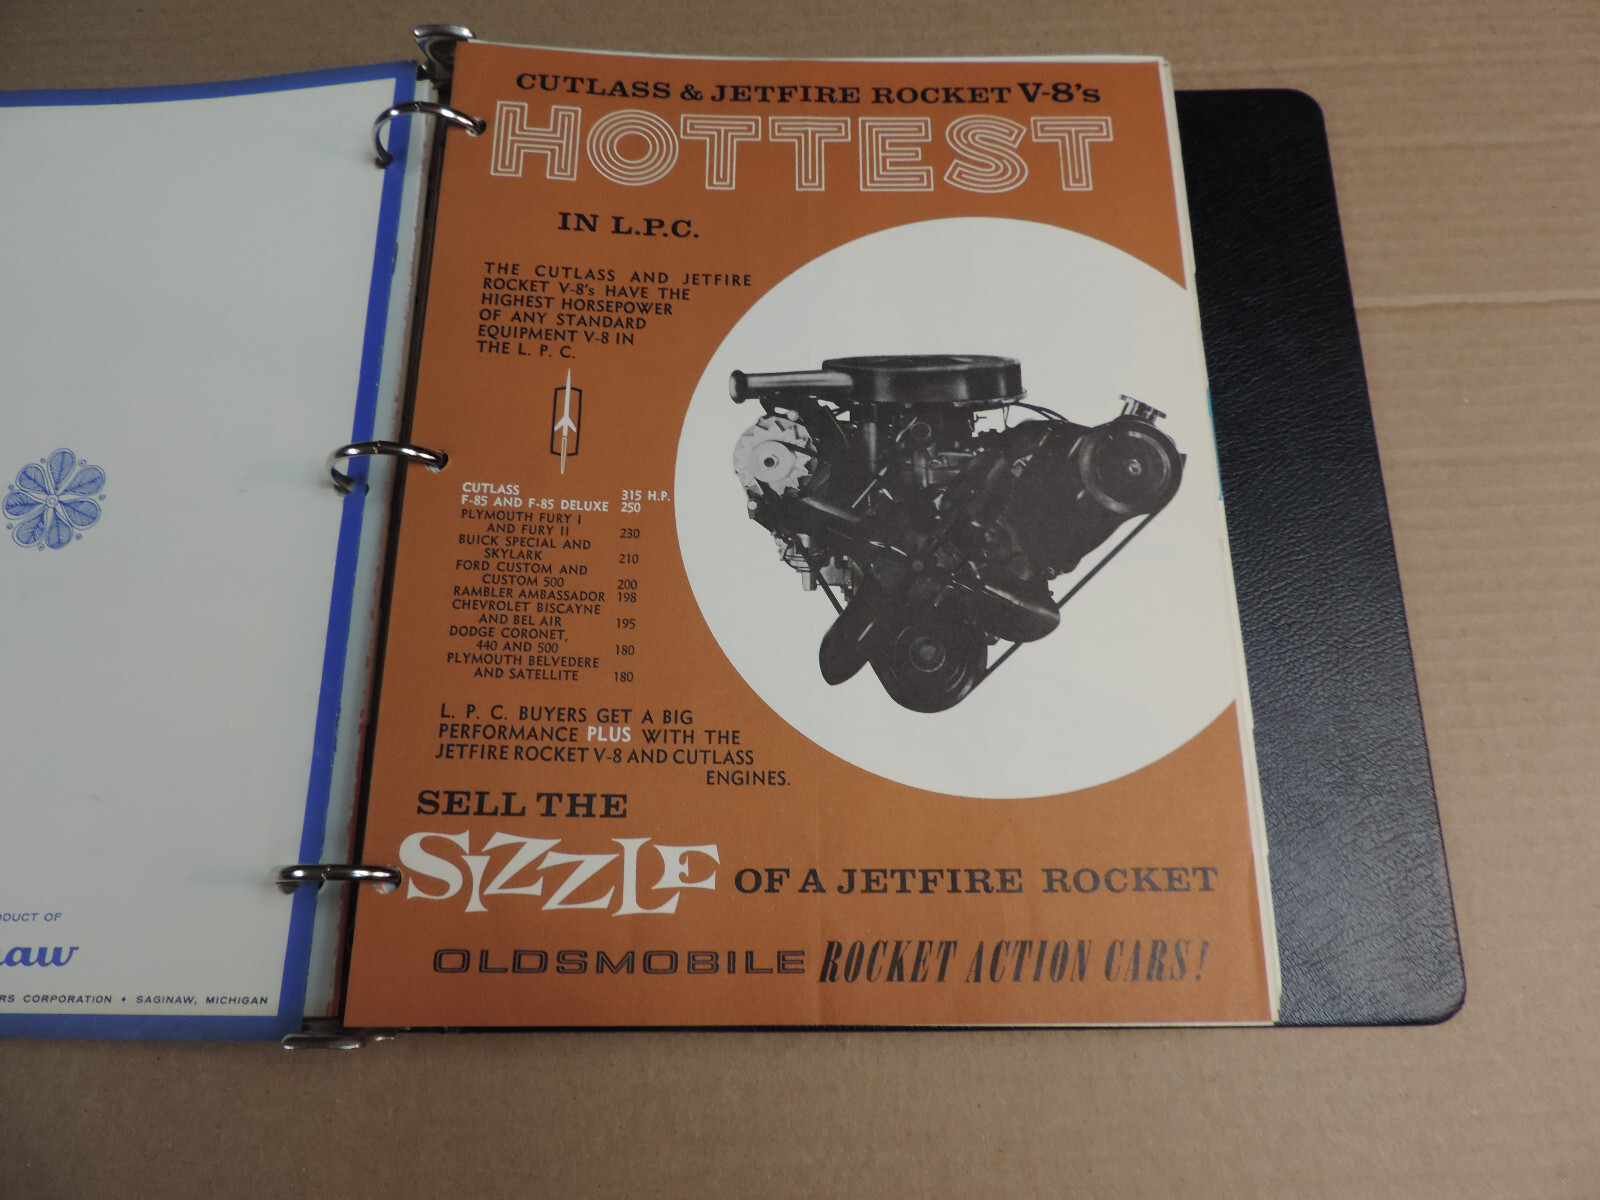 CUTLASS & JETFIRE ROCKET V-8's
HOTTEST
IN L.P.C.
THE CUTLASS AND JETFIRE
ROCKET V-8's HAVE THE
HIGHEST HORSEPOWER
OF ANY STANDARD
EQUIPMENT V-8 IN
THE L. P. C.
CUTLASS 315 H.P.
F-85 AND F-85 DELUXE 250
PLYMOUTH FURY I
AND FURY II 230
BUICK SPECIAL AND
SKYLARK 210
FORD CUSTOM AND
CUSTOM 500 200
RAMBLER AMBASSADOR 198
CHEVROLET BISCAYNE
AND BEL AIR 195
DODGE CORONET,
440 AND 500 180
PLYMOUTH BELVEDERE
AND SATELLITE 180
L. P. C. BUYERS GET A BIG
PERFORMANCE PLUS WITH THE
JETFIRE ROCKET V-8 AND CUTLASS
ENGINES.
SELL THE
SIZZLE OF A JETFIRE ROCKET
OLDSMOBILE ROCKET ACTION CARS!
OF
CORPORATION • SAGINAW, MICHIGAN